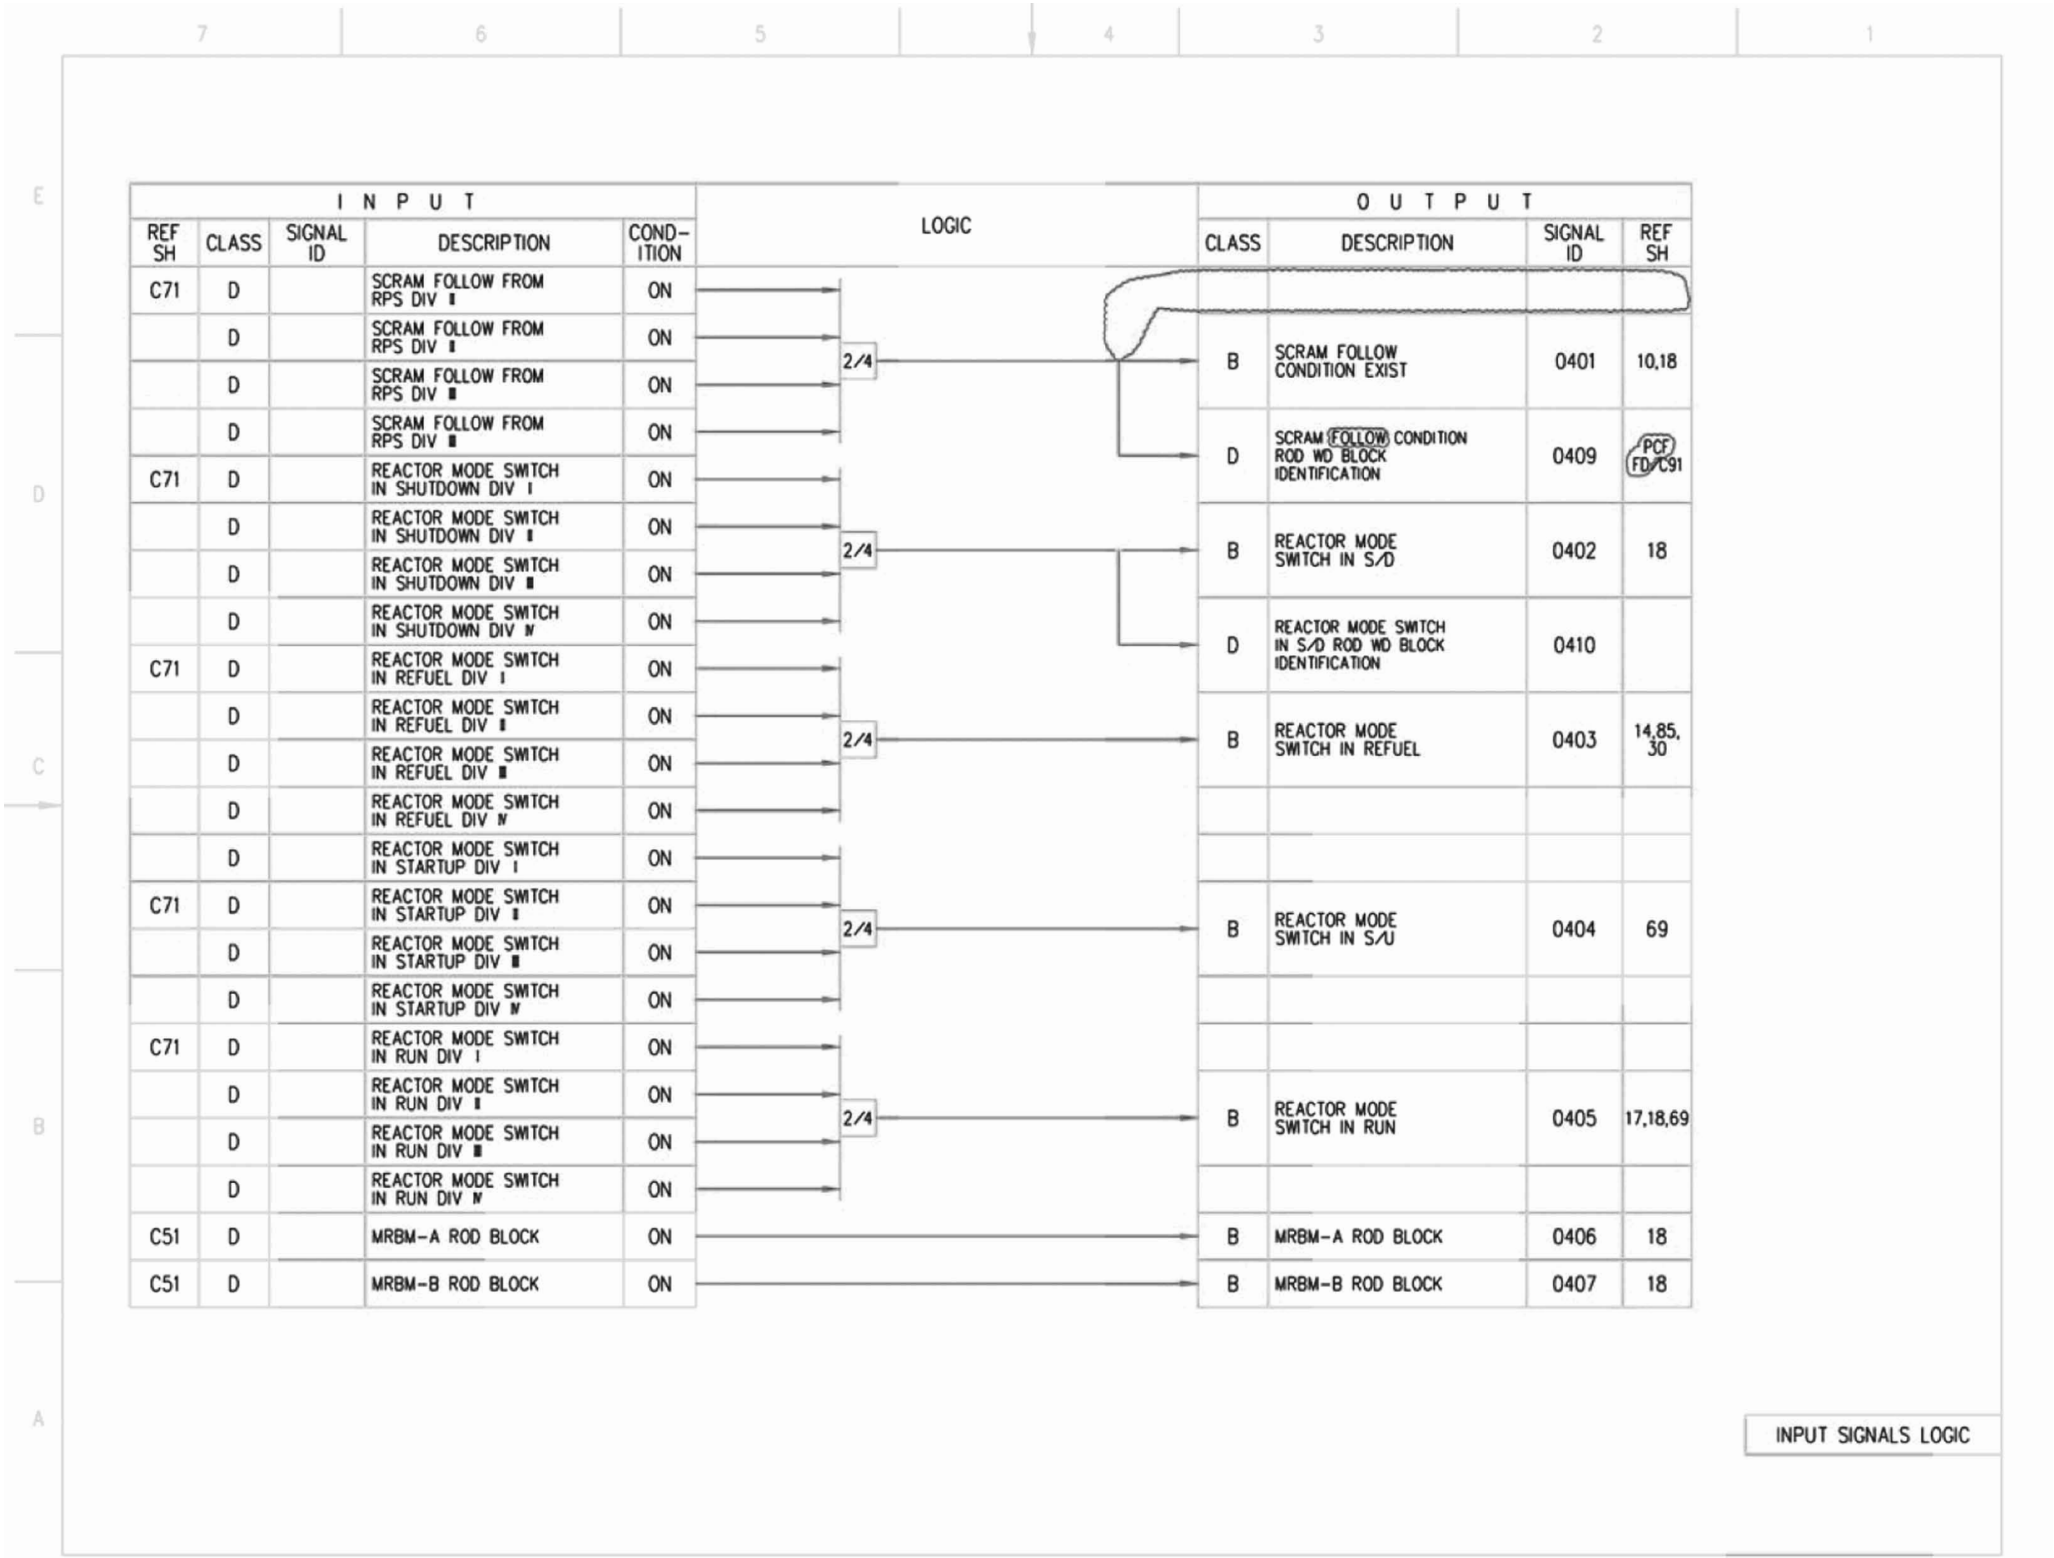 7 6 5 4 3 2 1
E
D
C
B
A
INPUT
LOGIC
OUTPUT
REF SH CLASS SIGNAL ID DESCRIPTION COND-ITION
CLASS DESCRIPTION SIGNAL ID REF SH
C71 D SCRAM FOLLOW FROM
RPS DIV ON
D SCRAM FOLLOW FROM
RPS DIV ON
D SCRAM FOLLOW FROM
RPS DIV ON
D SCRAM FOLLOW FROM
RPS DIV ON
2/4
B SCRAM FOLLOW
CONDITION EXIST 0401 10,18
D SCRAM FOLLOW CONDITION
ROD WD BLOCK
IDENTIFICATION 0409 PCF
FD/C91
C71 D REACTOR MODE SWITCH
IN SHUTDOWN DIV I ON
D REACTOR MODE SWITCH
IN SHUTDOWN DIV II ON
D REACTOR MODE SWITCH
IN SHUTDOWN DIV III ON
D REACTOR MODE SWITCH
IN SHUTDOWN DIV IV ON
2/4
B REACTOR MODE
SWITCH IN S/D 0402 18
D REACTOR MODE SWITCH
IN S/D ROD WD BLOCK
IDENTIFICATION 0410
C71 D REACTOR MODE SWITCH
IN REFUEL DIV I ON
D REACTOR MODE SWITCH
IN REFUEL DIV II ON
D REACTOR MODE SWITCH
IN REFUEL DIV III ON
D REACTOR MODE SWITCH
IN REFUEL DIV IV ON
2/4
B REACTOR MODE
SWITCH IN REFUEL 0403 14,85,
30
D REACTOR MODE SWITCH
IN STARTUP DIV I ON
C71 D REACTOR MODE SWITCH
IN STARTUP DIV II ON
D REACTOR MODE SWITCH
IN STARTUP DIV III ON
D REACTOR MODE SWITCH
IN STARTUP DIV IV ON
2/4
B REACTOR MODE
SWITCH IN S/U 0404 69
C71 D REACTOR MODE SWITCH
IN RUN DIV I ON
D REACTOR MODE SWITCH
IN RUN DIV II ON
D REACTOR MODE SWITCH
IN RUN DIV III ON
D REACTOR MODE SWITCH
IN RUN DIV IV ON
2/4
B REACTOR MODE
SWITCH IN RUN 0405 17,18,69
C51 D MRBM-A ROD BLOCK ON
B MRBM-A ROD BLOCK 0406 18
C51 D MRBM-B ROD BLOCK ON
B MRBM-B ROD BLOCK 0407 18
INPUT SIGNALS LOGIC